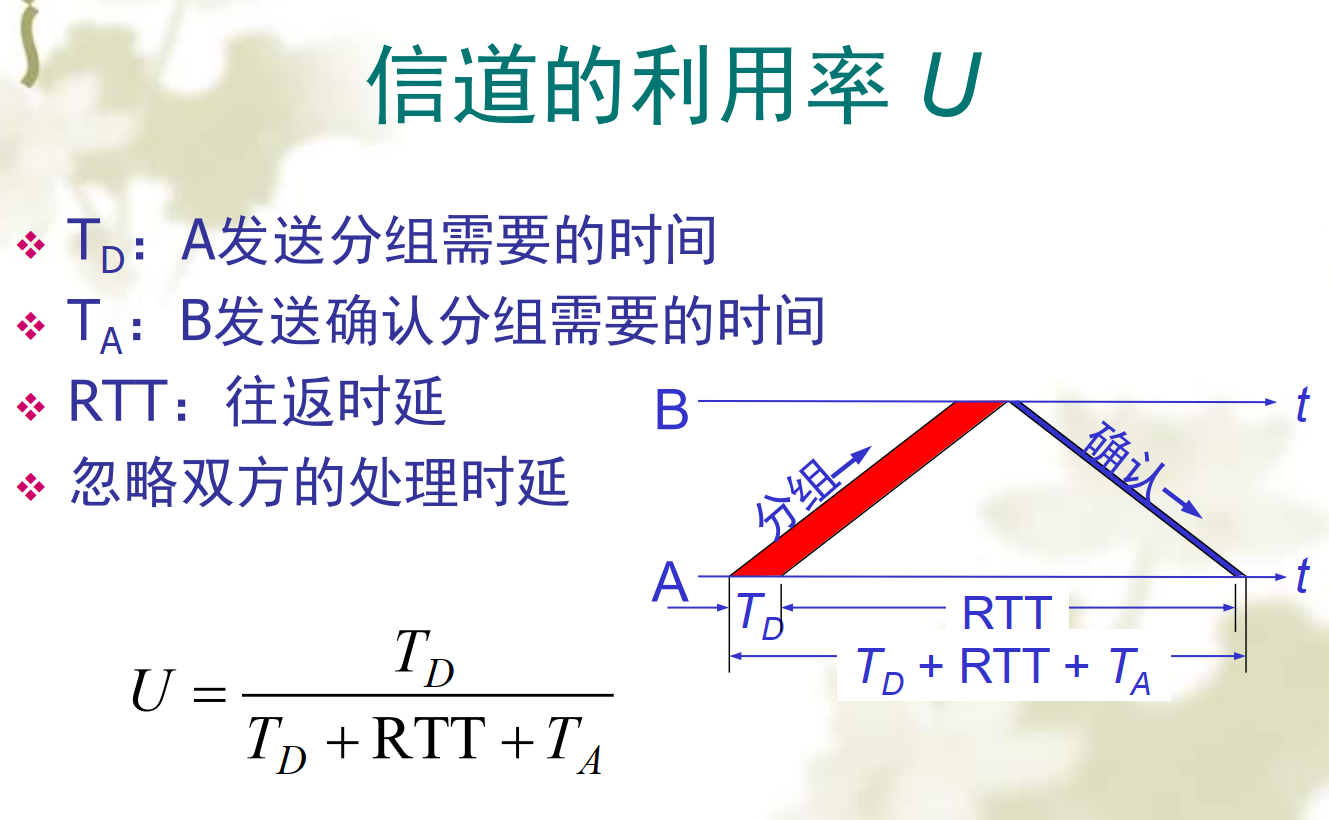 信道的利用率 U
T_D：A发送分组需要的时间
T_A：B发送确认分组需要的时间
RTT：往返时延
忽略双方的处理时延
B
t
分组
确认
A
t
T_D
RTT
T_D + RTT + T_A
U = T_D / (T_D + RTT + T_A)